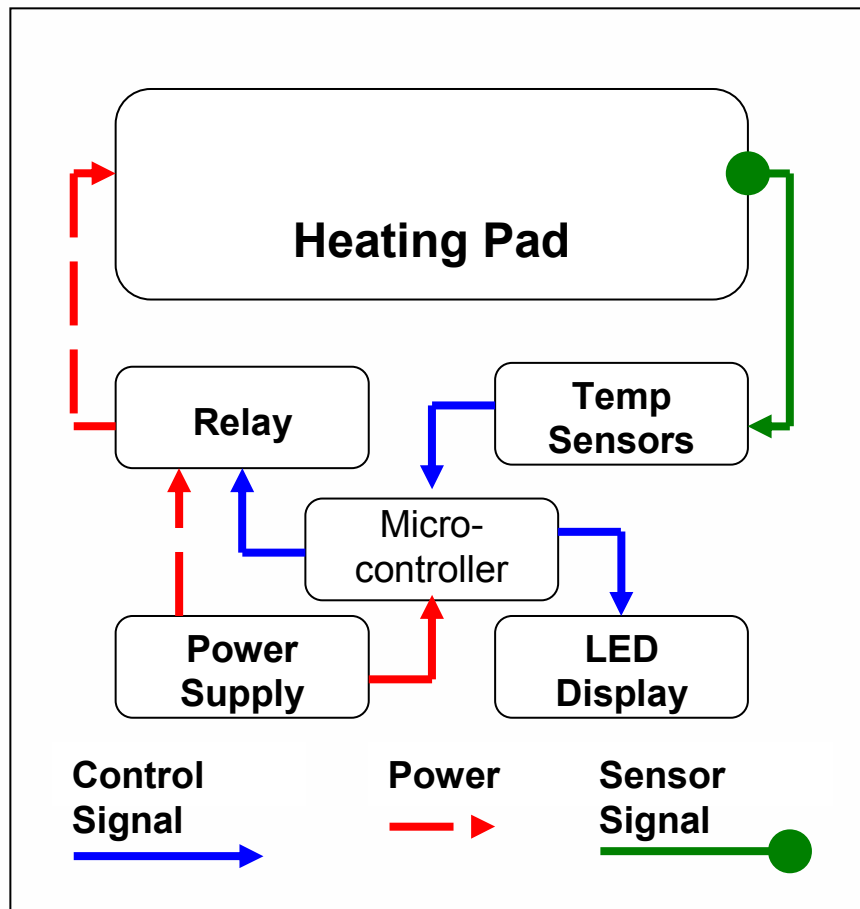 Heating Pad
Relay
Temp
Sensors
Micro-
controller
Power
Supply
LED
Display
Control
Signal
Power
Sensor
Signal